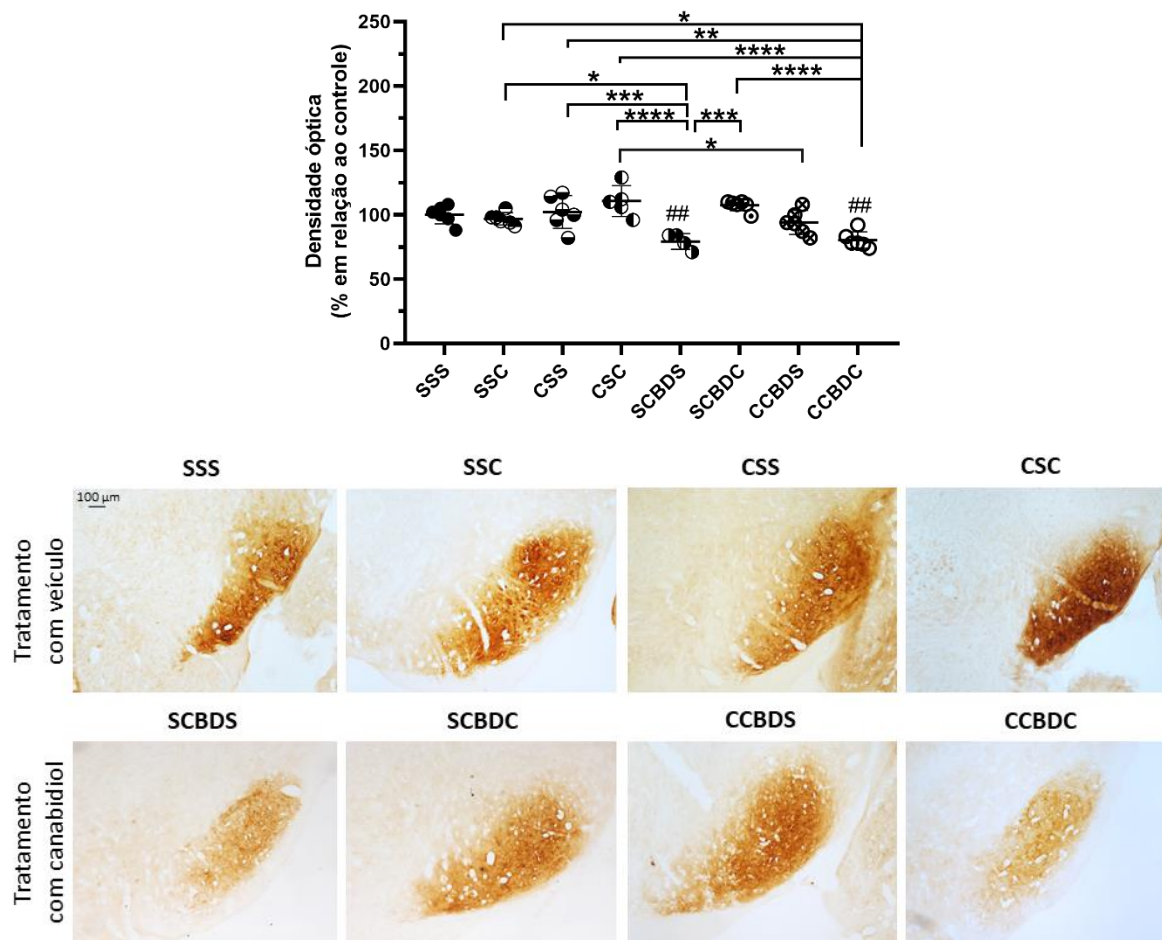 Densidade óptica
(% em relação ao controle)
250
200
150
100
50
0
*
**
****
****
*
***
**** ***
*
##
##
SSS
SSC
CSS
CSC
SCBDS
SCBDC
CCBDS
CCBDC
SSS SSC CSS CSC
100 µm
Tratamento
com veículo
SCBDS SCBDC CCBDS CCBDC
Tratamento
com canabidiol